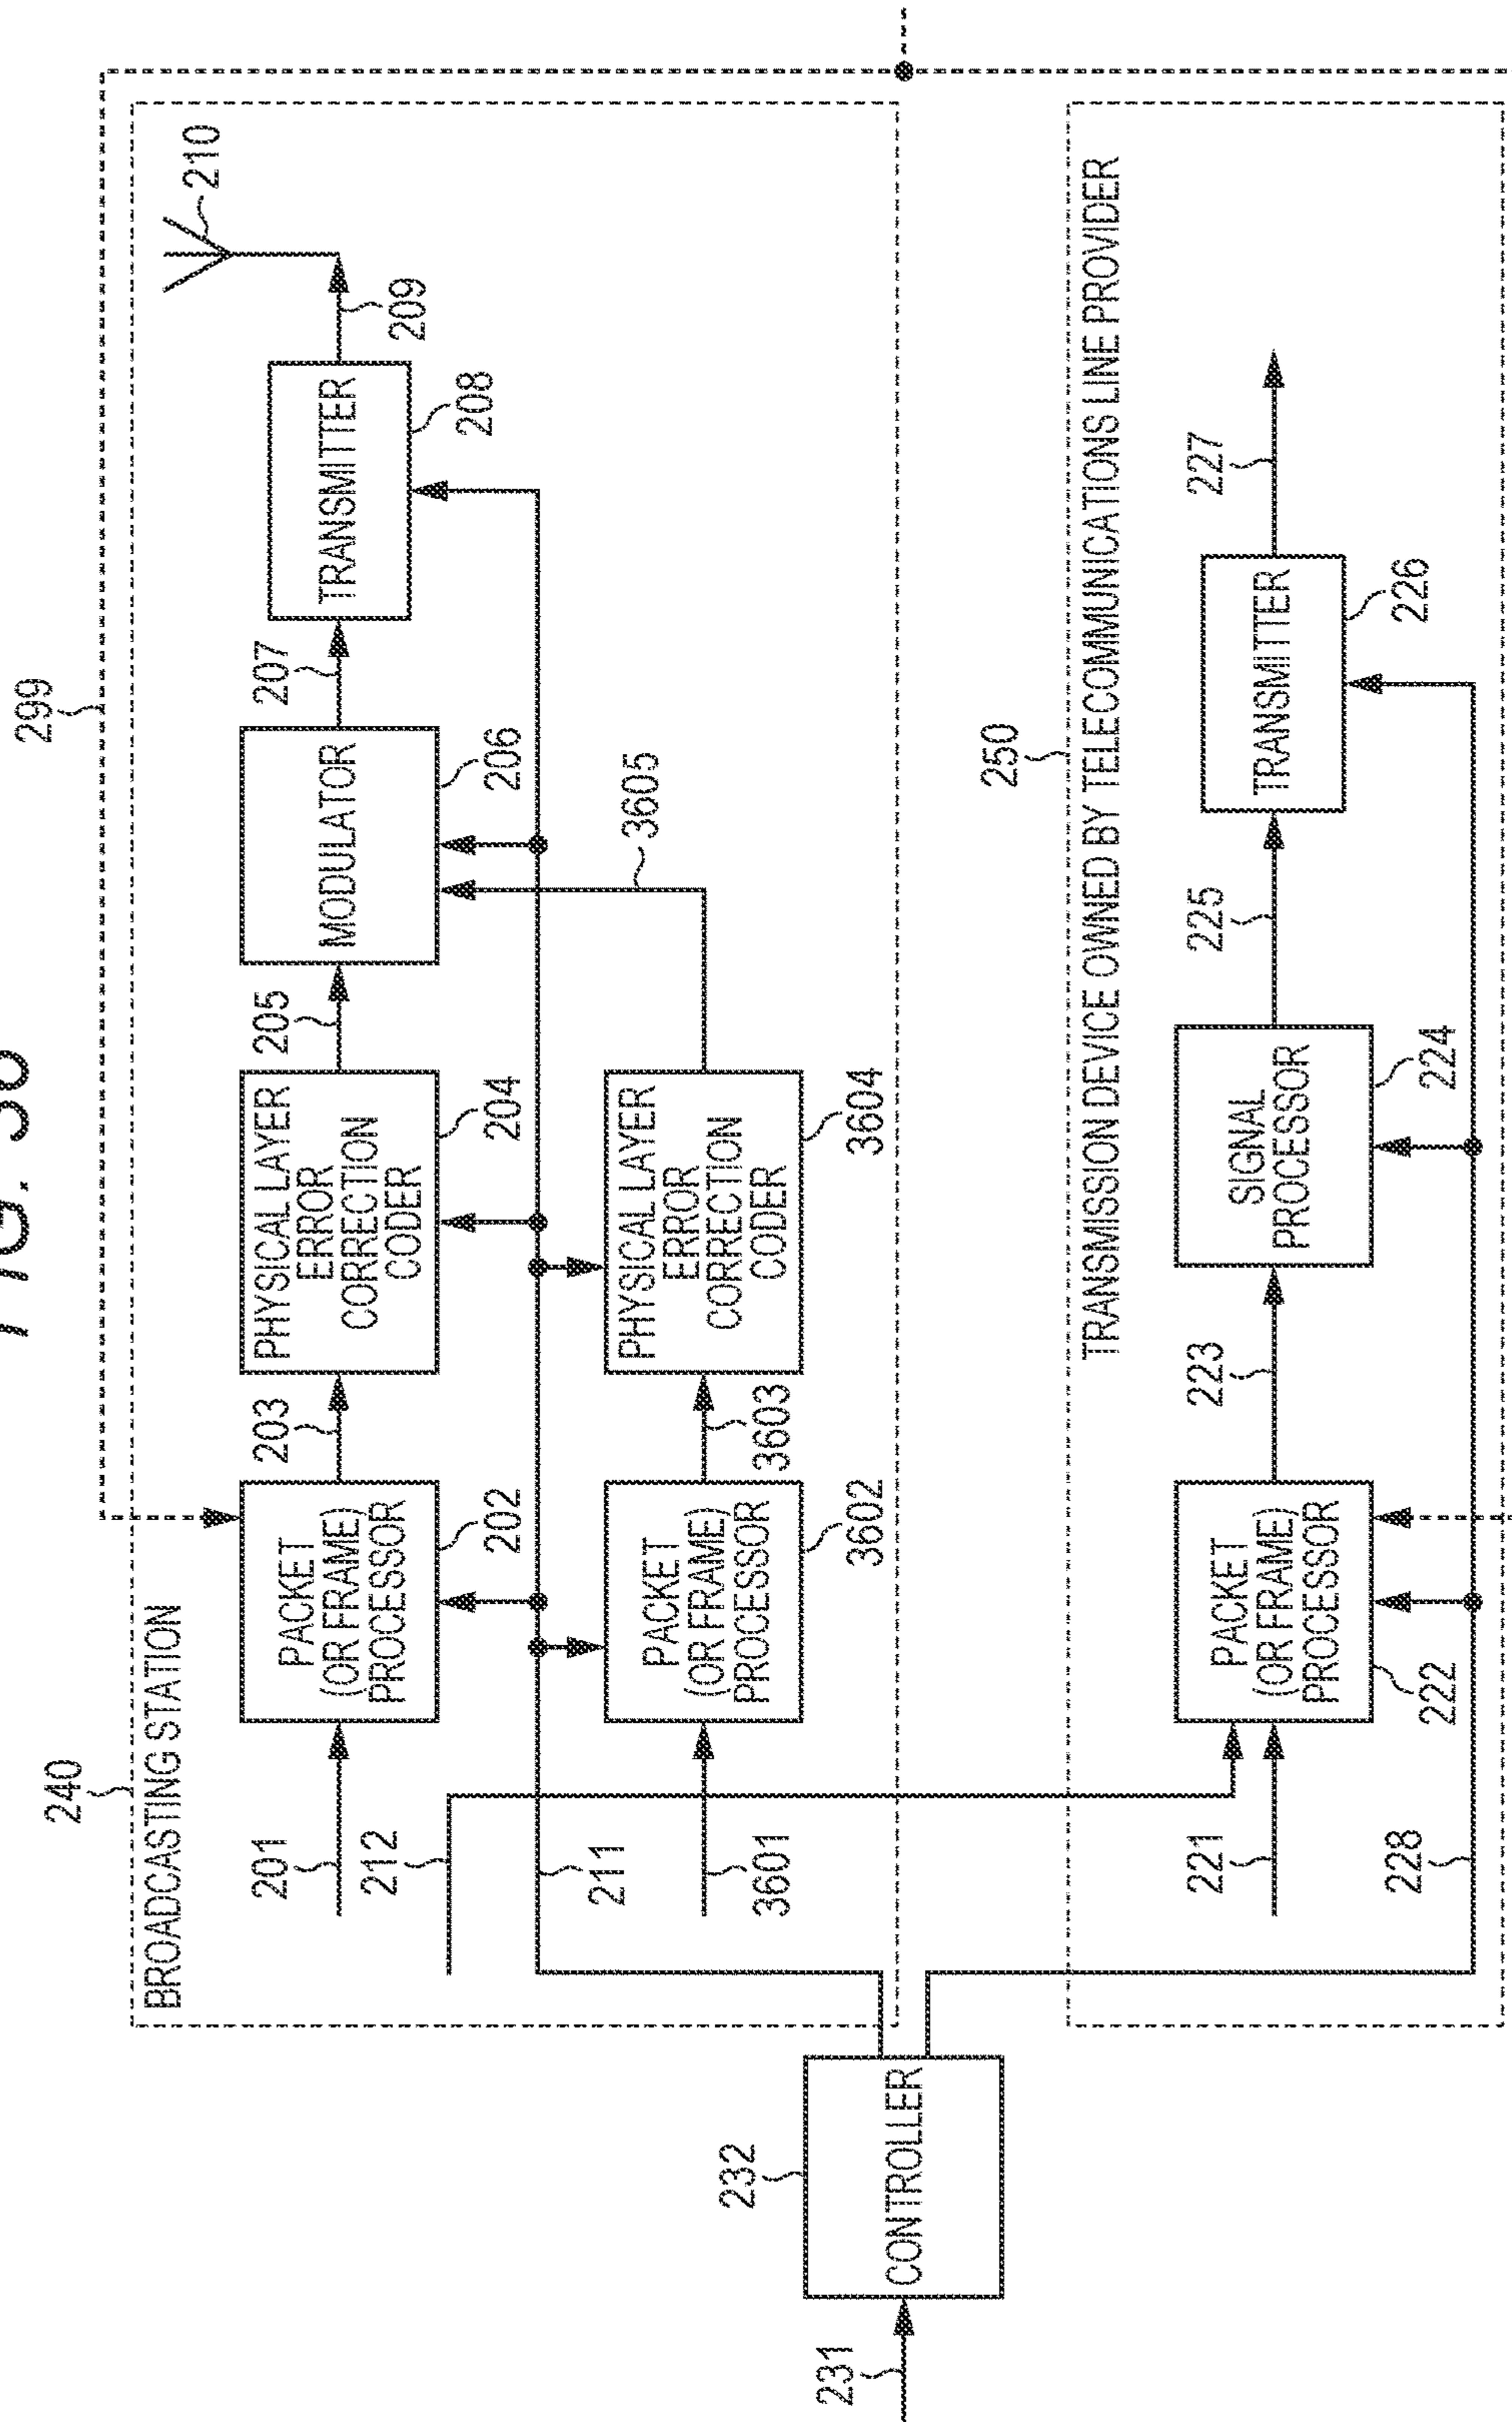 FIG. 36
299
240
BROADCASTING STATION
201
PACKET
(OR FRAME)
PROCESSOR
202
203
PHYSICAL LAYER
ERROR
CORRECTION
CODER
204
205
MODULATOR
206
207
TRANSMITTER
208
209
210
212
211
3601
PACKET
(OR FRAME)
PROCESSOR
3602
3603
PHYSICAL LAYER
ERROR
CORRECTION
CODER
3604
3605
231
232
CONTROLLER
250
TRANSMISSION DEVICE OWNED BY TELECOMMUNICATIONS LINE PROVIDER
221
PACKET
(OR FRAME)
PROCESSOR
222
223
SIGNAL
PROCESSOR
224
225
TRANSMITTER
226
227
228